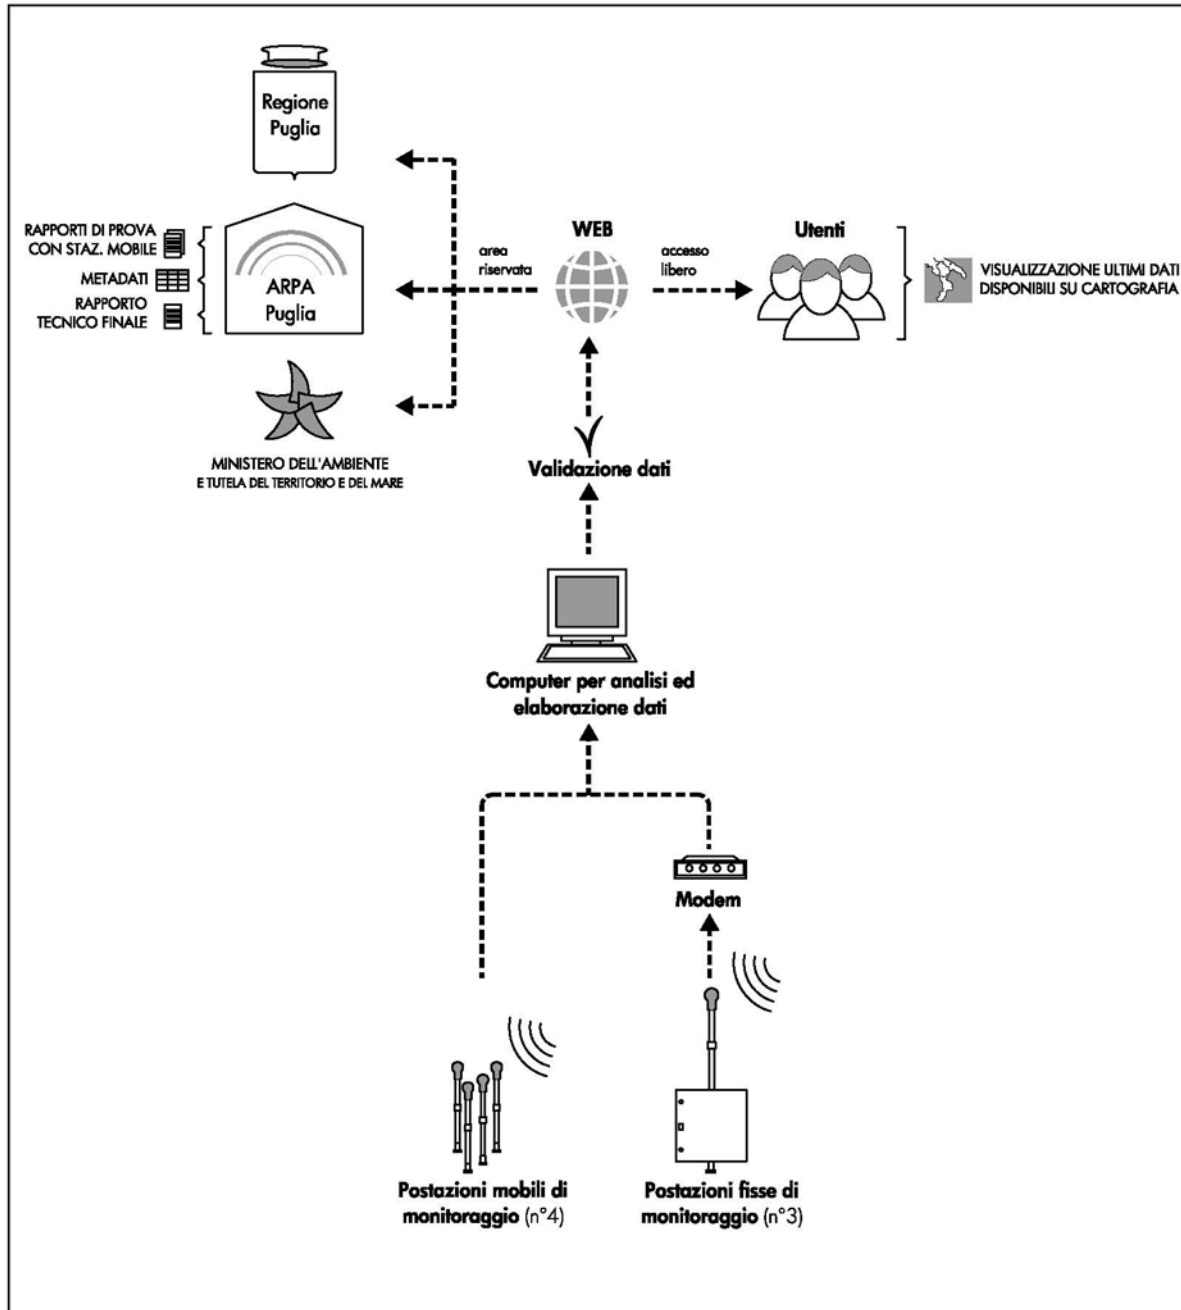 Regione
Puglia
RAPPORTI DI PROVA
CON STAZ. MOBILE
METADATI
RAPPORTO
TECNICO FINALE
ARPA
Puglia
MINISTERO DELL'AMBIENTE
E TUTELA DEL TERRITORIO E DEL MARE
area
riservata
WEB
accesso
libero
Utenti
VISUALIZZAZIONE ULTIMI DATI
DISPONIBILI SU CARTOGRAFIA
Validazione dati
Computer per analisi ed
elaborazione dati
Modem
Postazioni mobili di
monitoraggio (n°4)
Postazioni fisse di
monitoraggio (n°3)